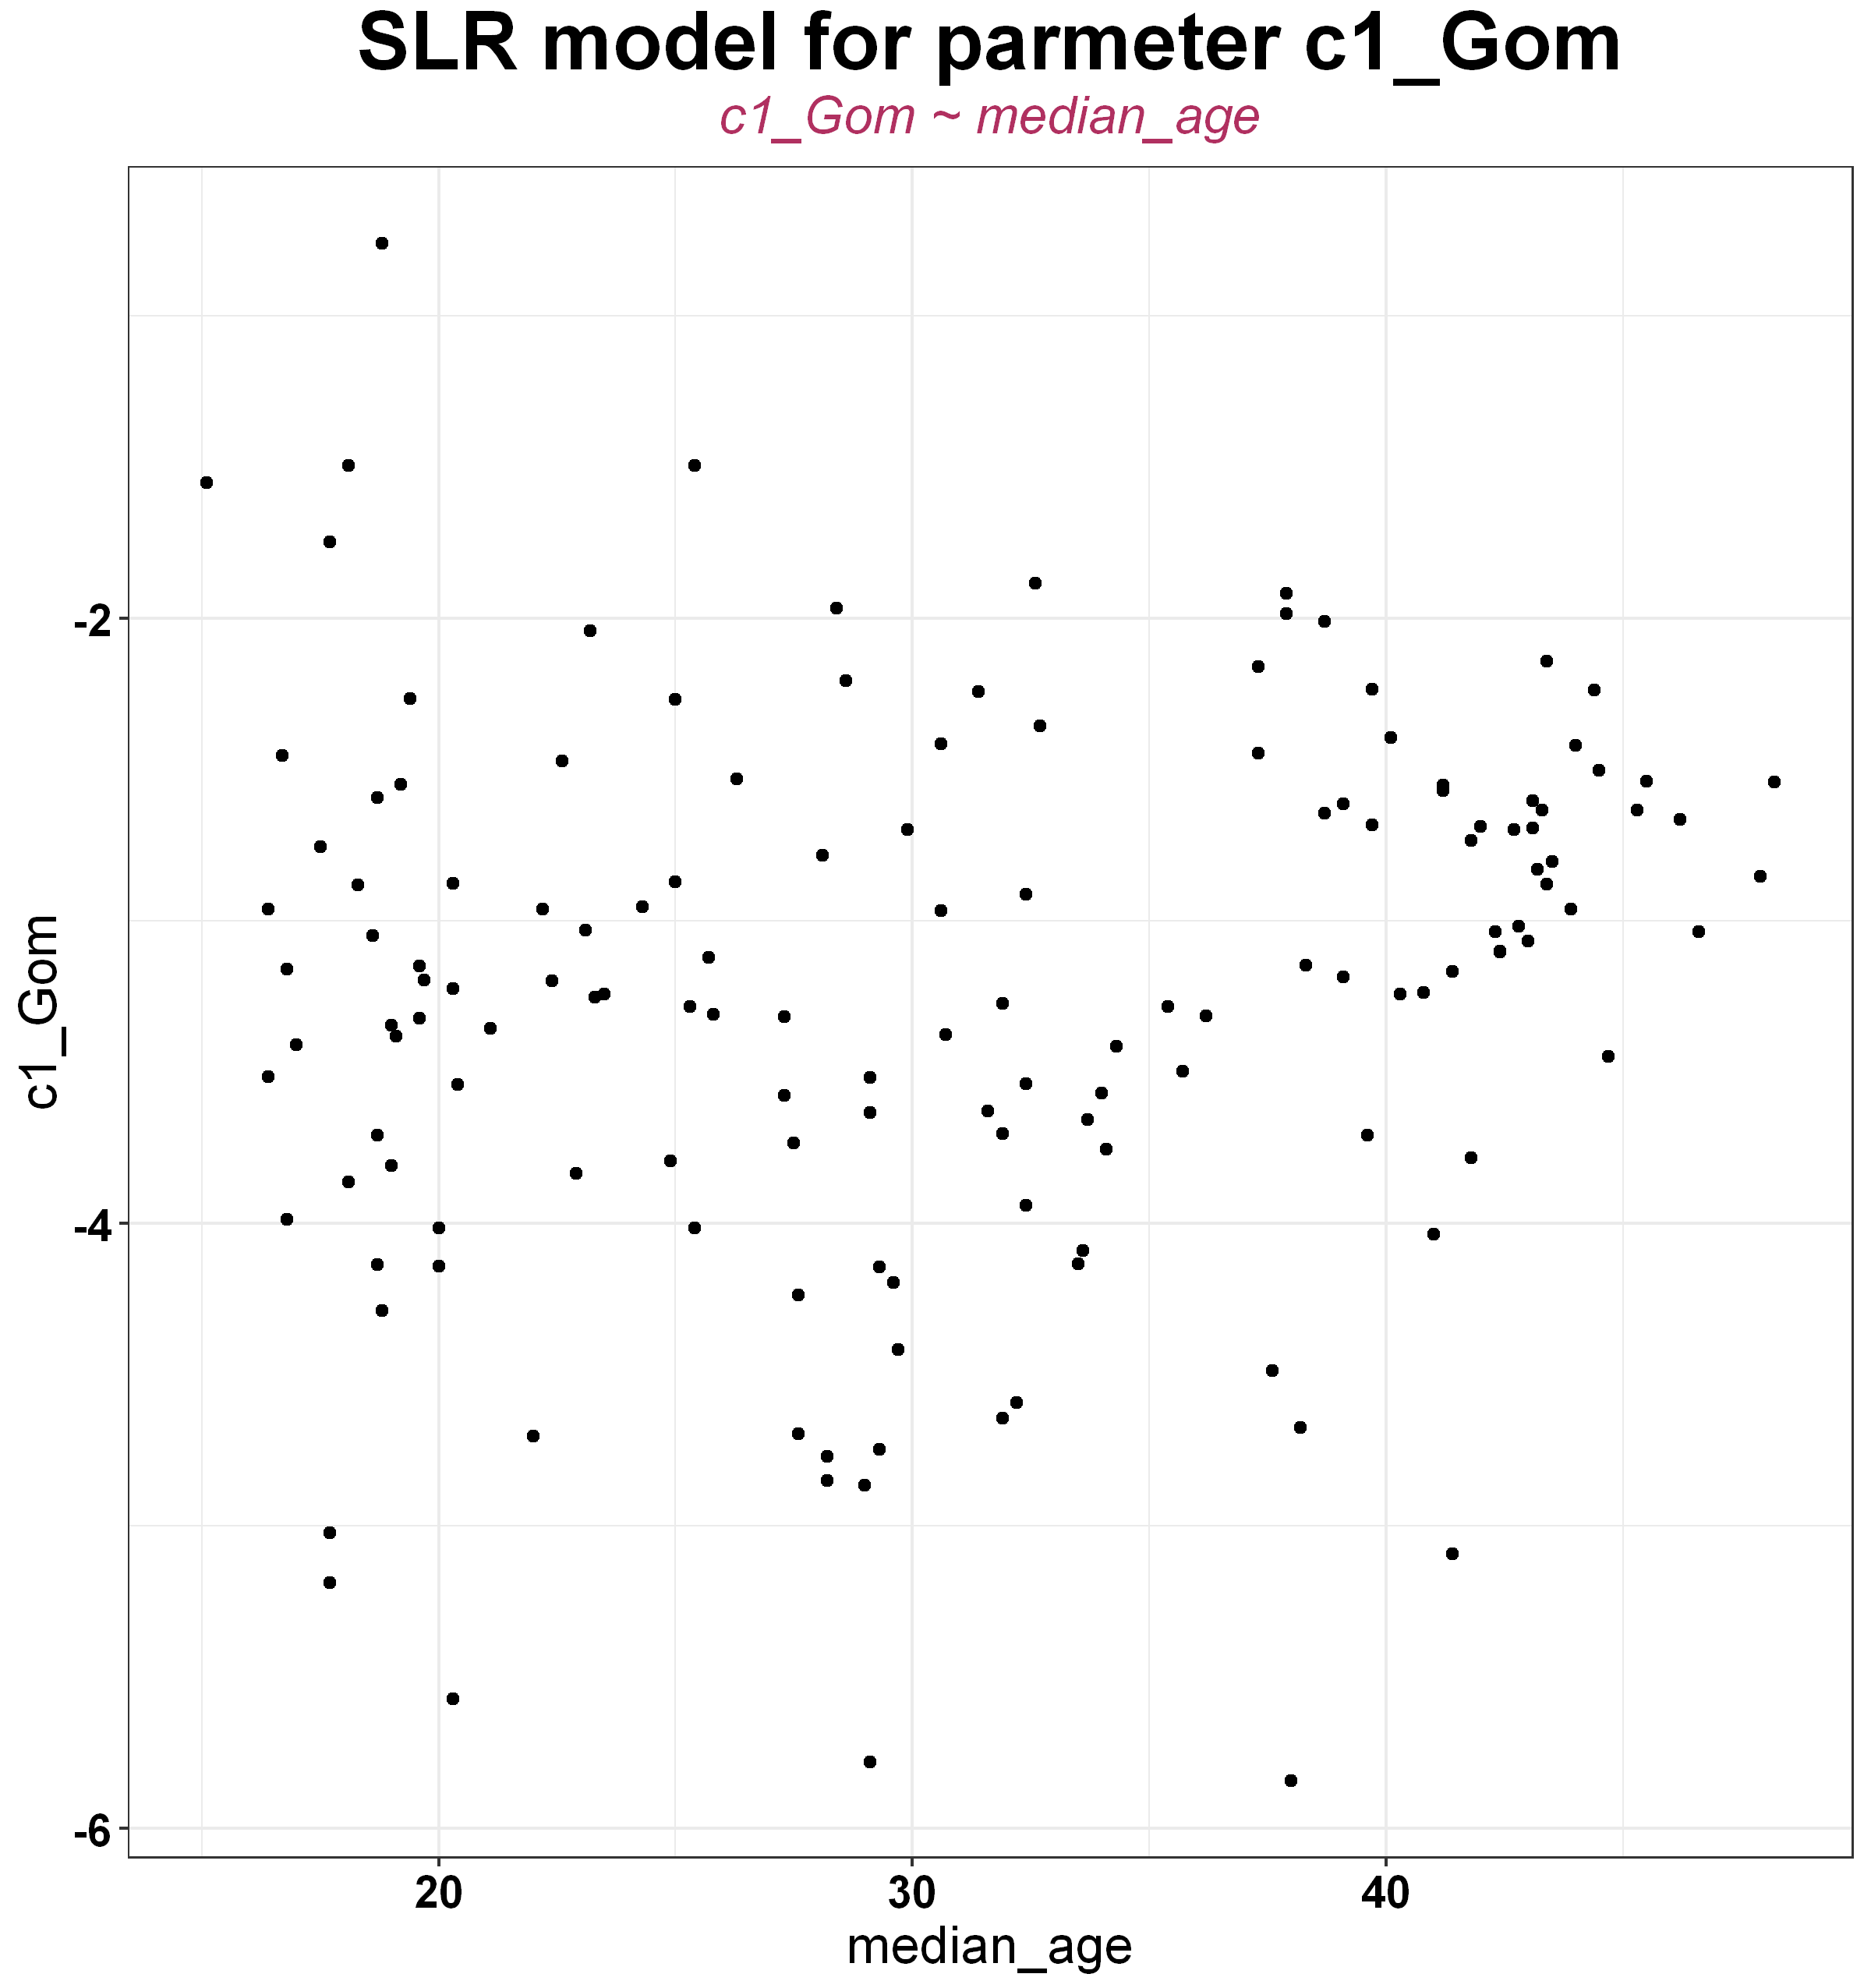 SLR model for parmeter c1_Gom
c1_Gom ~ median_age
c1_Gom
-2
-4
-6
20 30 40
median_age